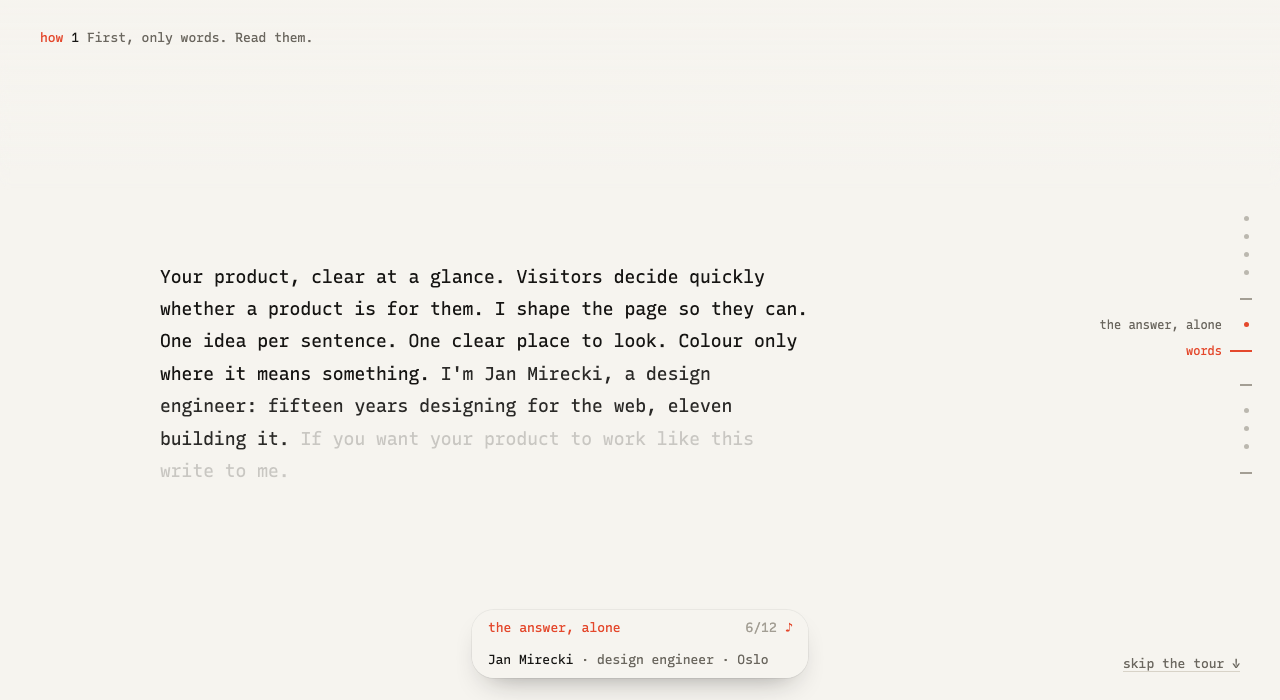 how 1 First, only words. Read them.
Your product, clear at a glance. Visitors decide quickly
whether a product is for them. I shape the page so they can.
One idea per sentence. One clear place to look. Colour only
where it means something. I'm Jan Mirecki, a design
engineer: fifteen years designing for the web, eleven
building it. If you want your product to work like this
write to me.
the answer, alone
words
the answer, alone 6/12 ♪
Jan Mirecki · design engineer · Oslo
skip the tour ↓